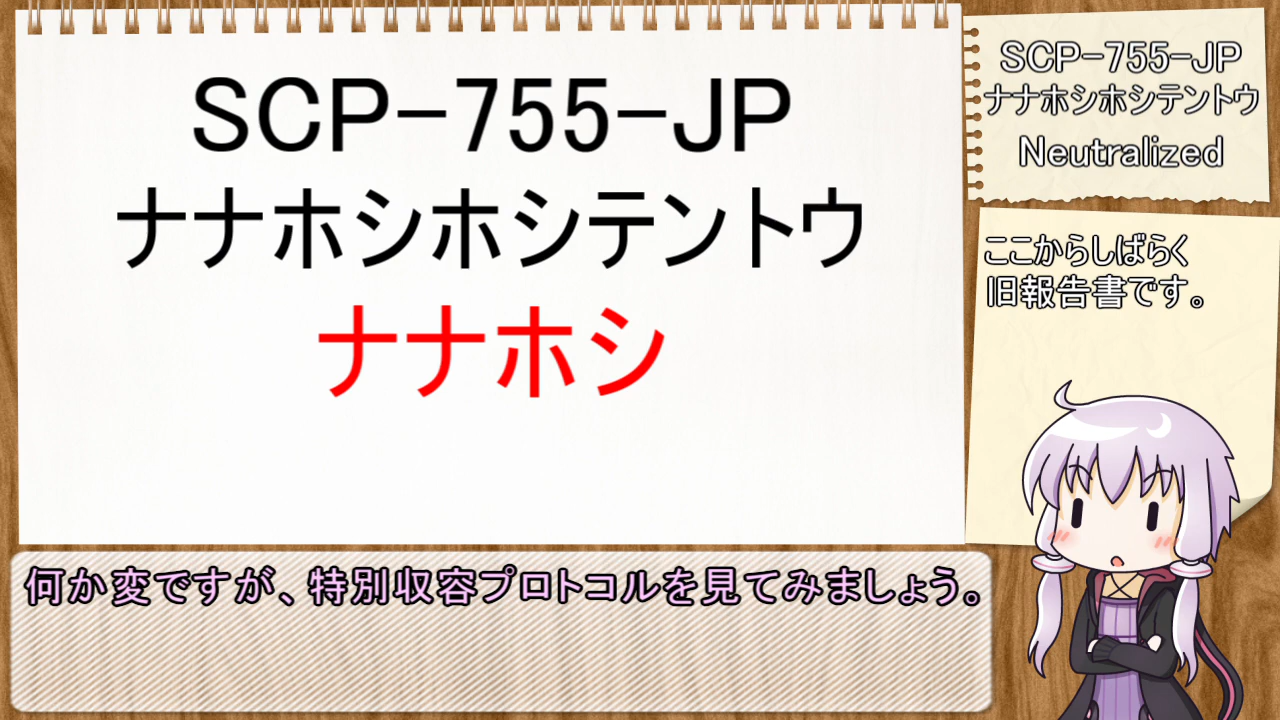 SCP-755-JP
ナナホシホシテントウ
ナナホシ
SCP-755-JP
ナナホシホシテントウ
Neutralized
ここからしばらく
旧報告書です。
何か変ですが、特別収容プロトコルを見てみましょう。